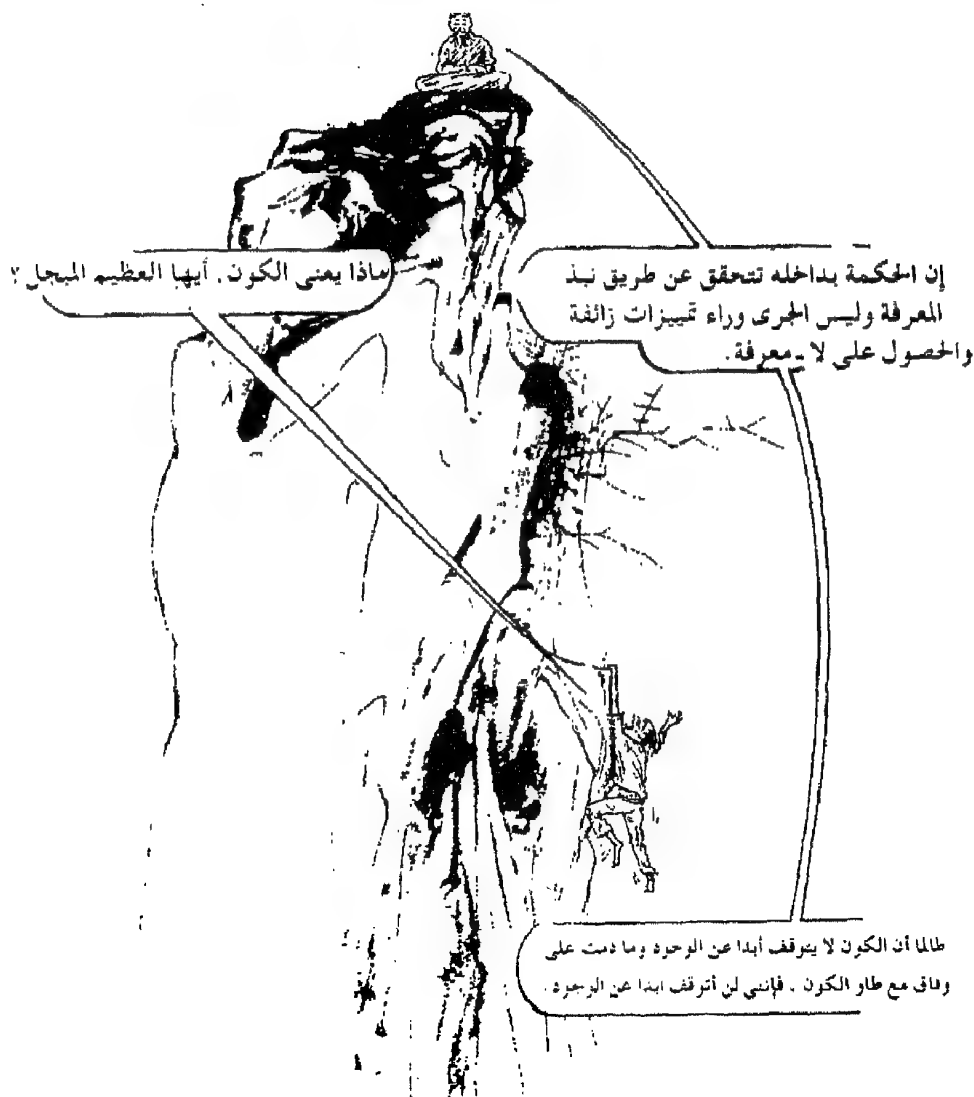 ماذا يعنى الكون . أيها العظيم المبجل ؟
إن الحكمة بداخله تتحقق عن طريق نبذ
المعرفة وليس الجرى وراء تمييزات زائفة
والحصول على لا ـ معرفة .
طالما أن الكون لا يتوقف أبدا عن الوجود وما دمت على
وفاق مع طاو الكون . فإننى لن أتوقف ابدا عن الوجود .